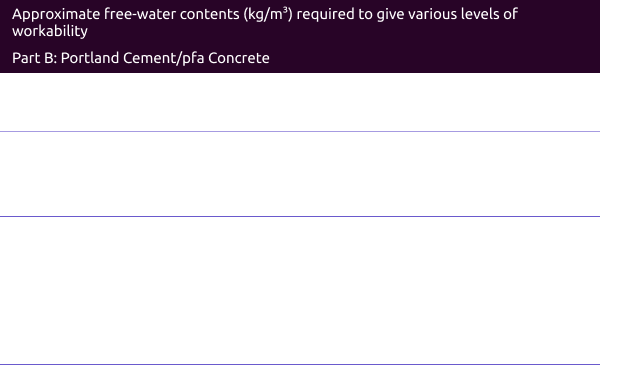 Approximate free-water contents (kg/m³) required to give various levels of
workability
Part B: Portland Cement/pfa Concrete